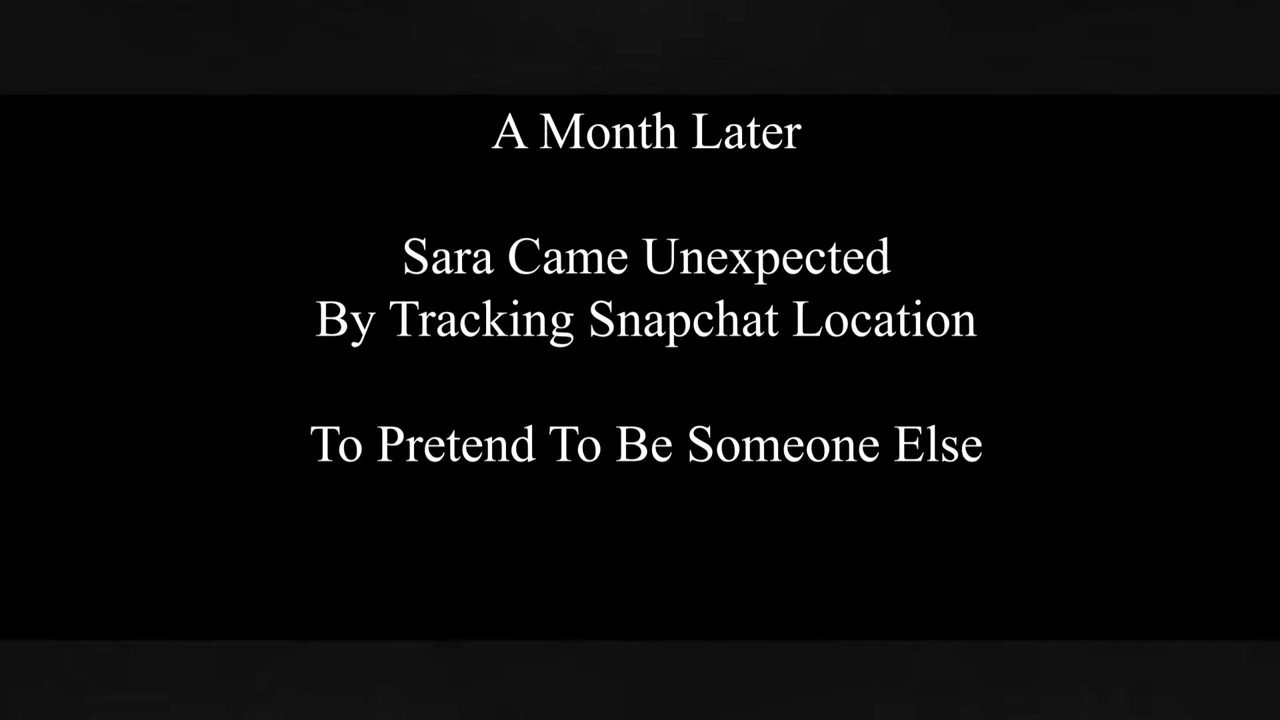 A Month Later
Sara Came Unexpected
By Tracking Snapchat Location
To Pretend To Be Someone Else